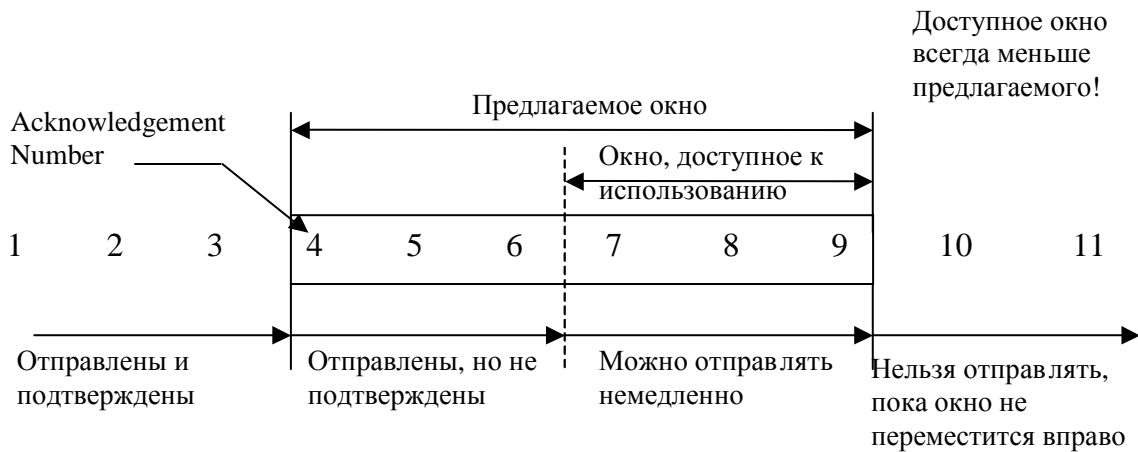 Доступное окно
всегда меньше
предлагаемого!
Предлагаемое окно
Acknowledgement
Number
Окно, доступное к
использованию
1 2 3 4 5 6 7 8 9 10 11
Отправлены и
подтверждены
Отправлены, но не
подтверждены
Можно отправлять
немедленно
Нельзя отправлять,
пока окно не
переместится вправо